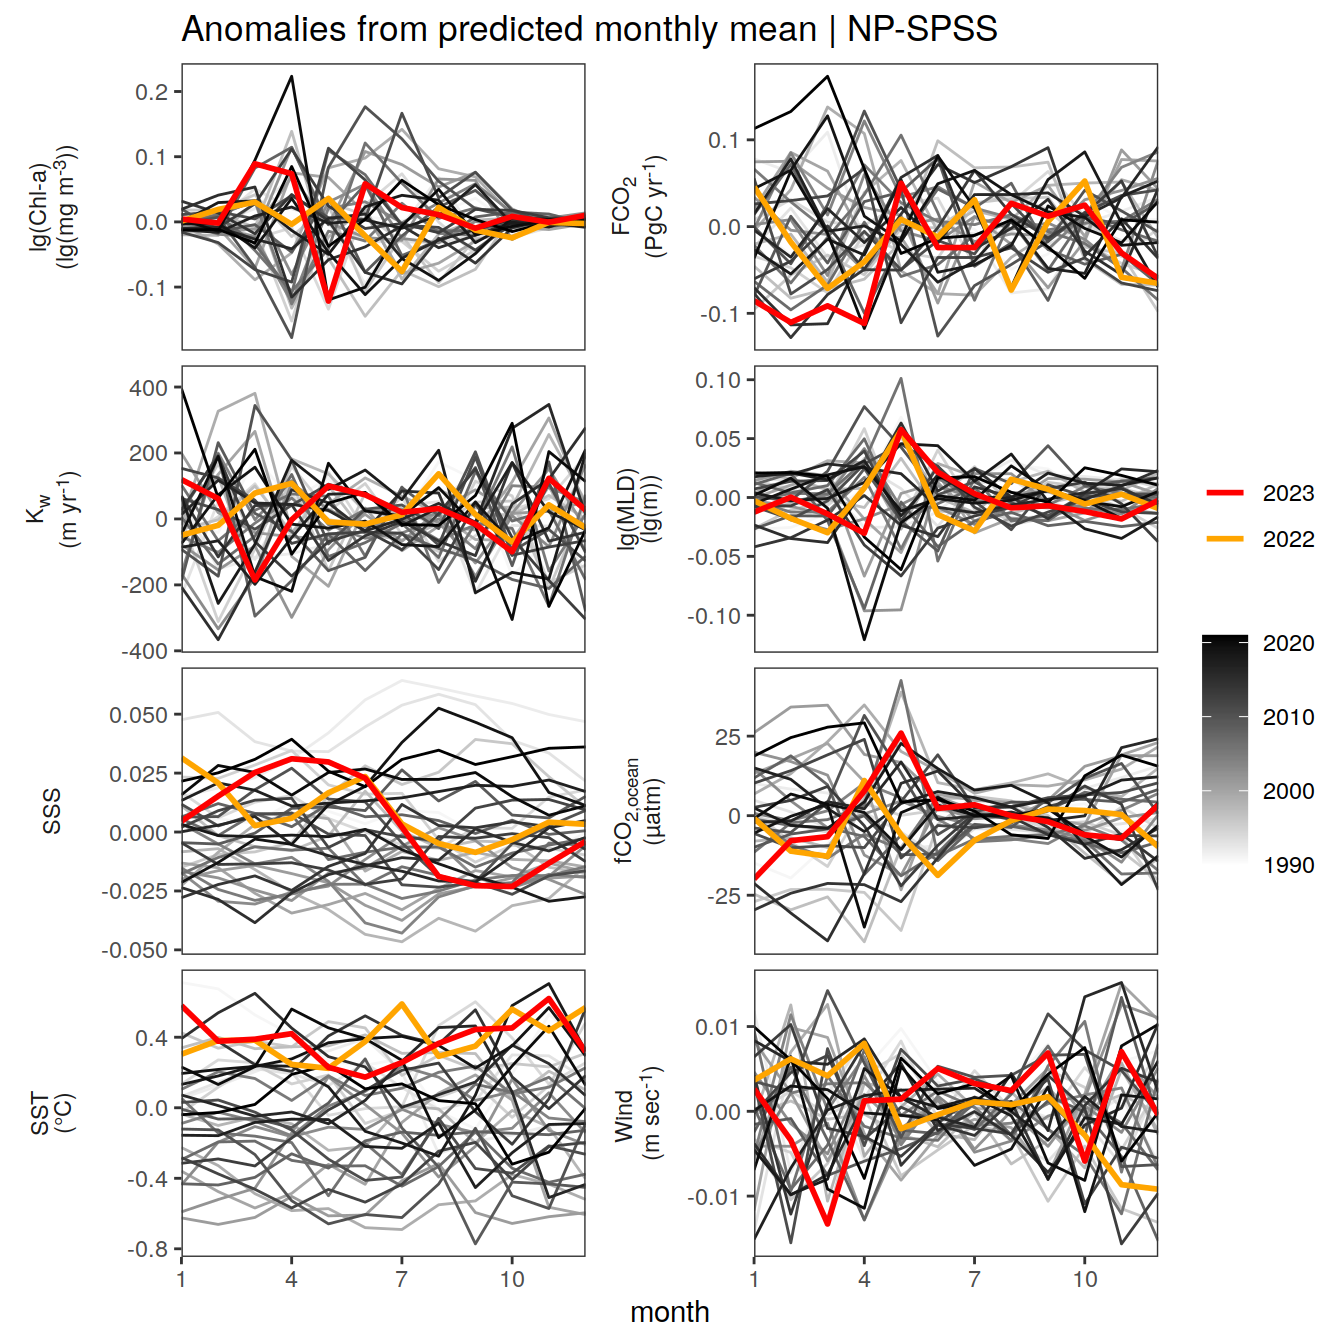 Anomalies from predicted monthly mean | NP-SPSS
lg(Chl-a)
(lg(mg m⁻³))
0.2
0.1
0.0
-0.1
FCO₂
(PgC yr⁻¹)
0.1
0.0
-0.1
K_w
(m yr⁻¹)
400
200
0
-200
-400
lg(MLD)
(lg(m))
0.10
0.05
0.00
-0.05
-0.10
SSS
0.050
0.025
0.000
-0.025
-0.050
fCO₂,ocean
(µatm)
25
0
-25
SST
(°C)
0.4
0.0
-0.4
-0.8
Wind
(m sec⁻¹)
0.01
0.00
-0.01
1 4 7 10
1 4 7 10
month
2023
2022
2020
2010
2000
1990